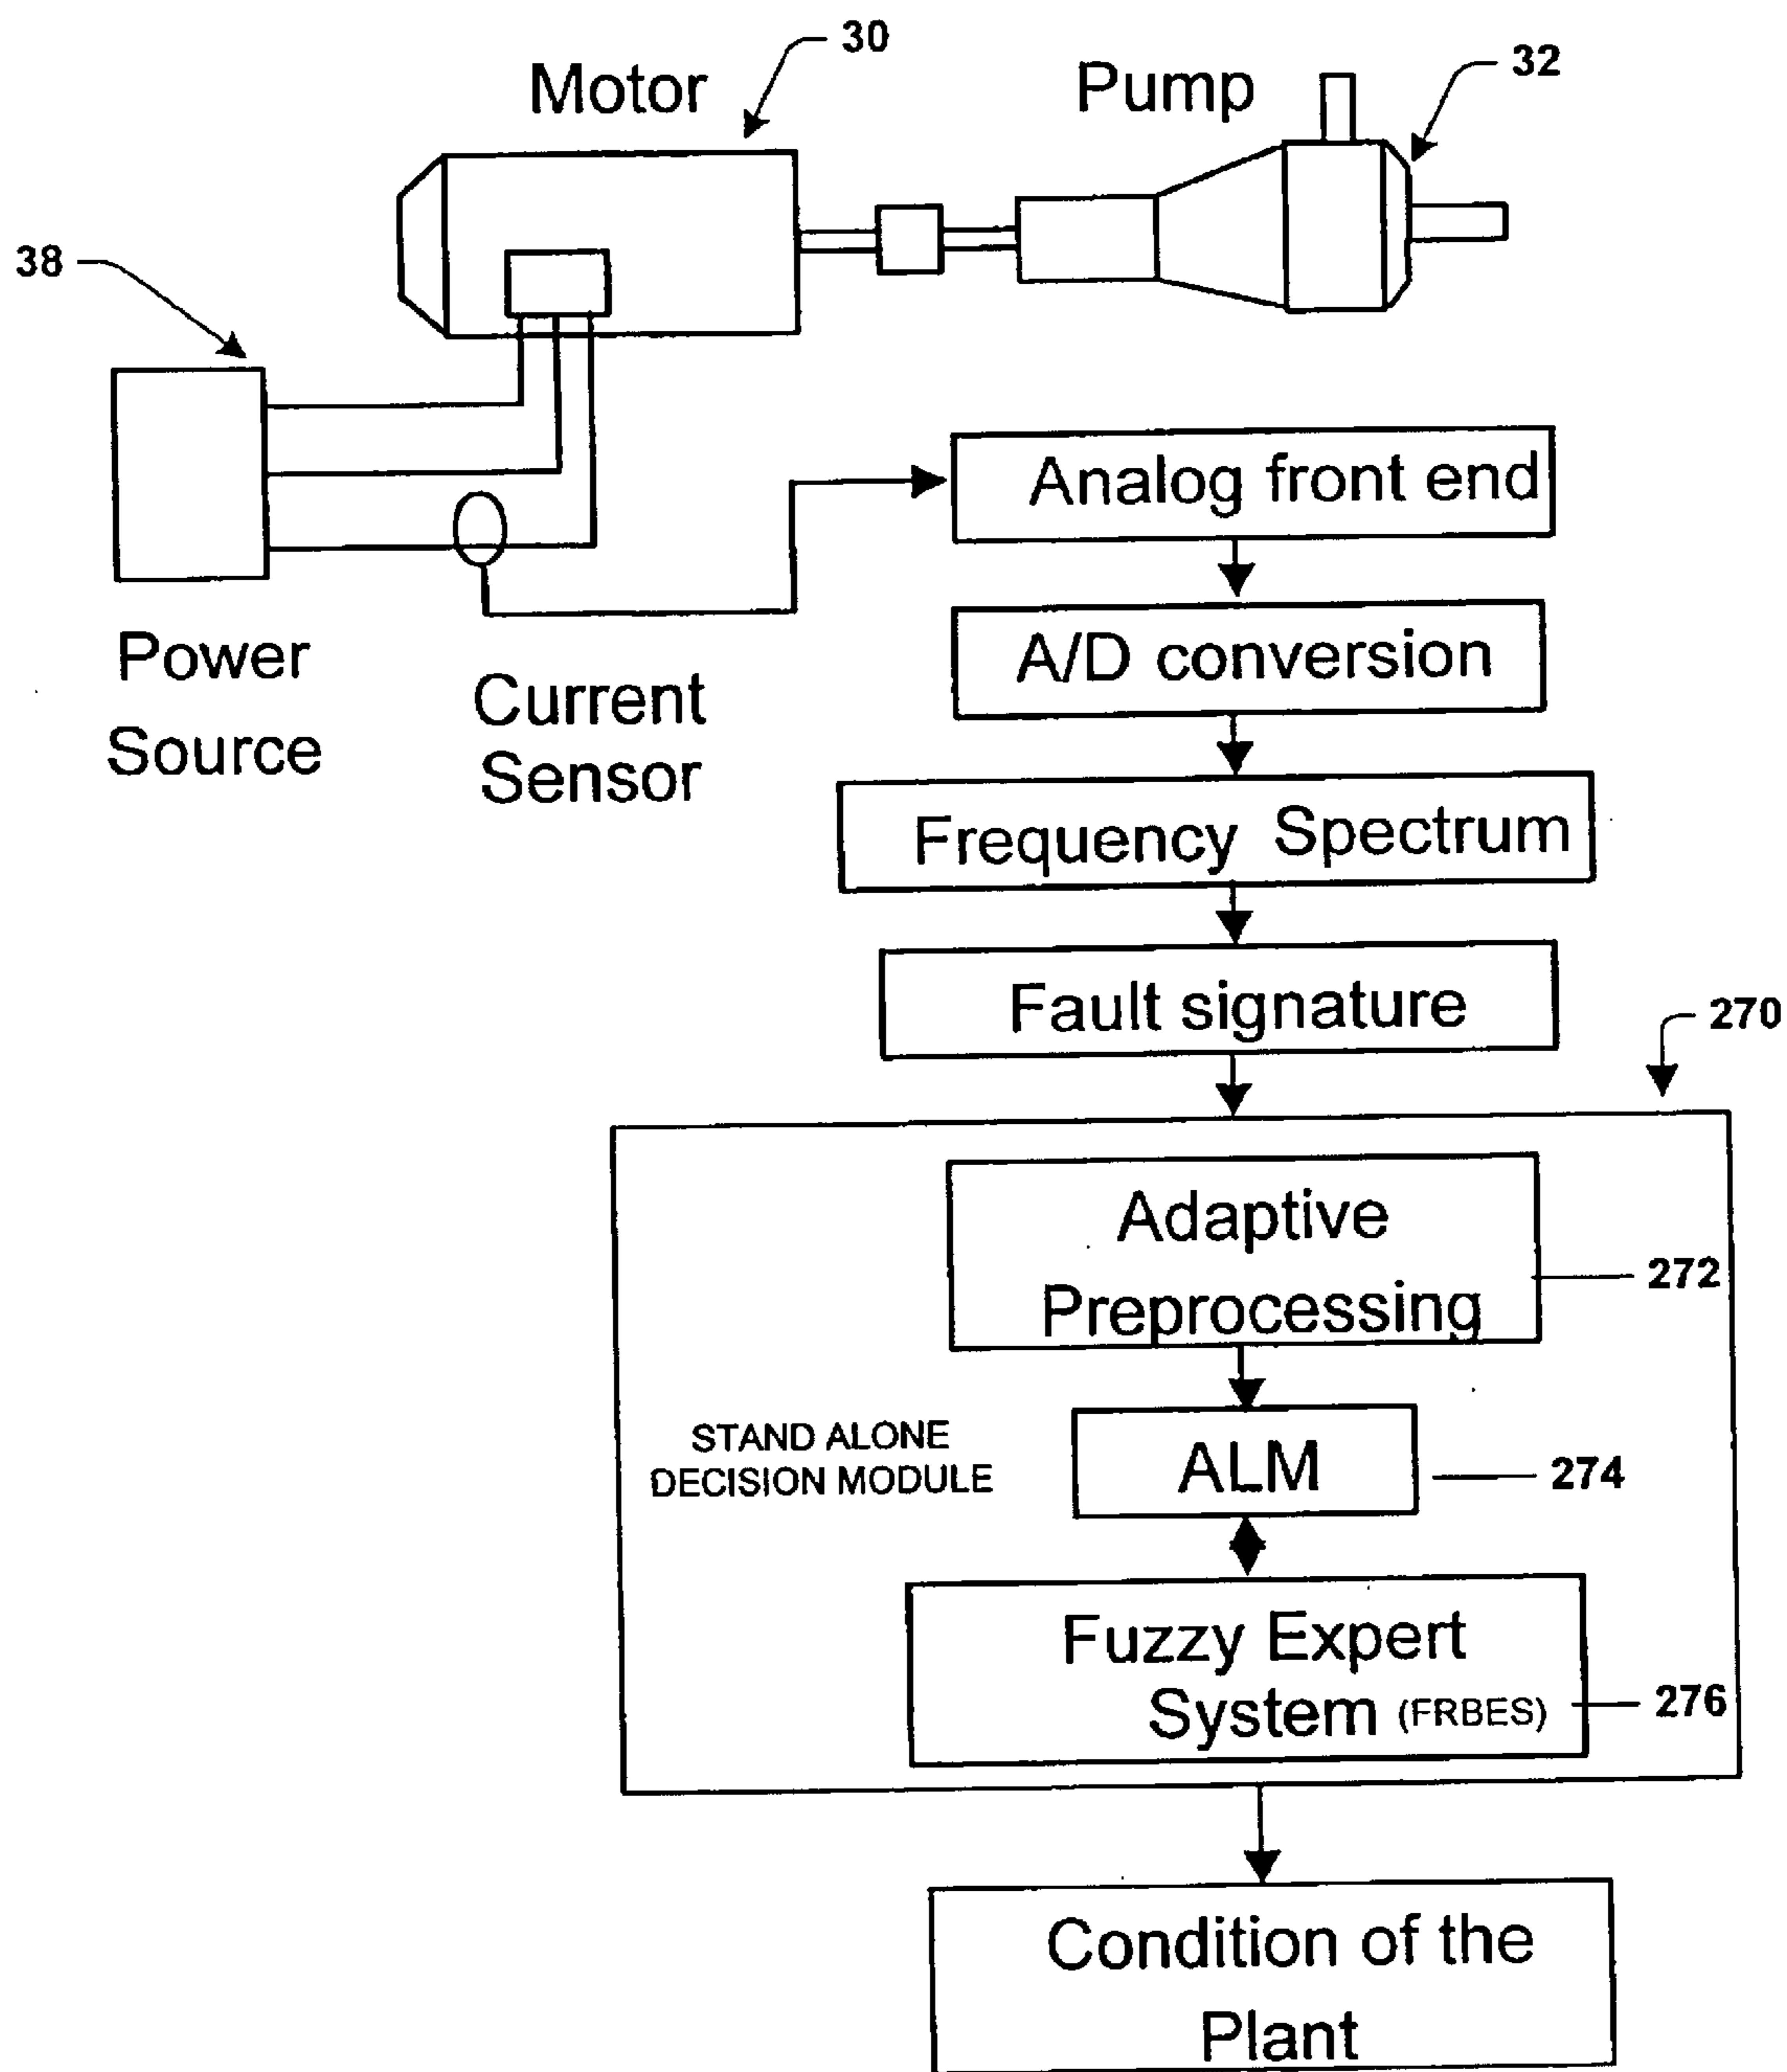 30
Motor
Pump
32
38
Analog front end
A/D conversion
Power
Source
Current
Sensor
Frequency Spectrum
Fault signature
270
Adaptive
Preprocessing
272
STAND ALONE
DECISION MODULE
ALM
274
Fuzzy Expert
System (FRBES)
276
Condition of the
Plant